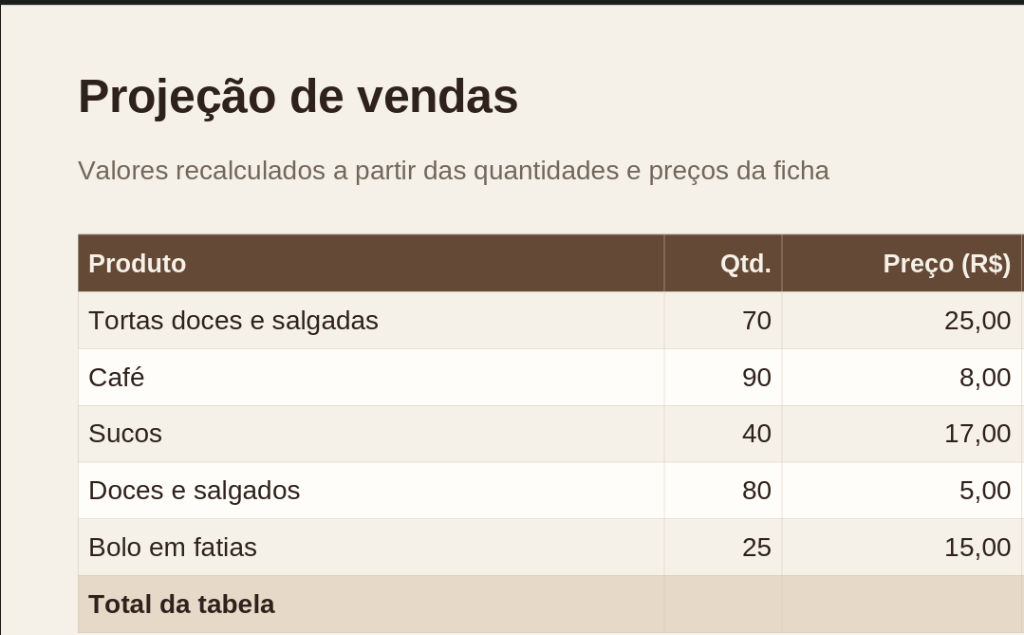 Projeção de vendas
Valores recalculados a partir das quantidades e preços da ficha
Produto Qtd. Preço (R$)
Tortas doces e salgadas 70 25,00
Café 90 8,00
Sucos 40 17,00
Doces e salgados 80 5,00
Bolo em fatias 25 15,00
Total da tabela